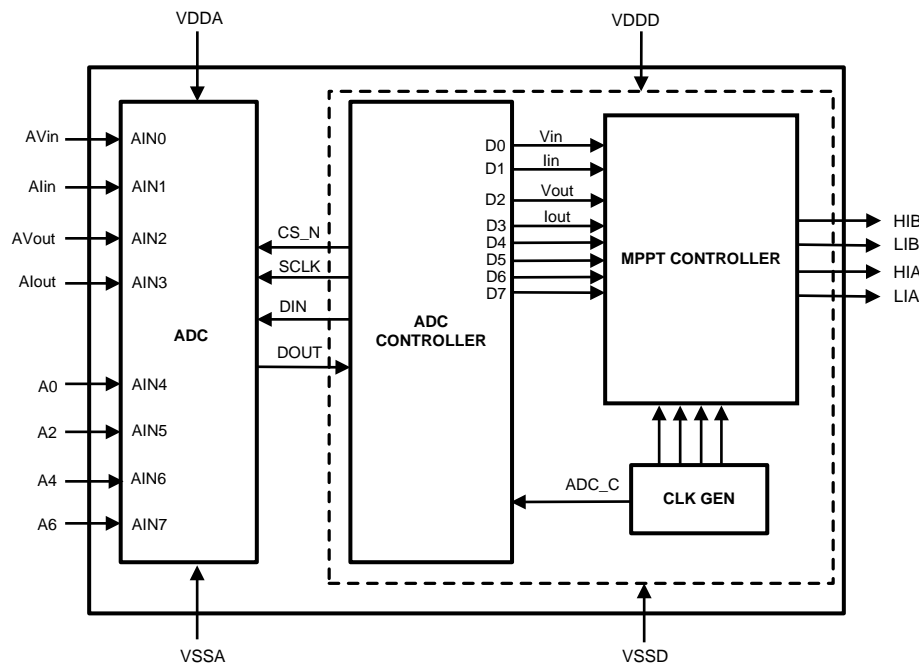 VDDA
VDDD
AVin
AIin
AVout
AIout
A0
A2
A4
A6
AIN0
AIN1
AIN2
AIN3
ADC
AIN4
AIN5
AIN6
AIN7
CS_N
SCLK
DIN
DOUT
ADC
CONTROLLER
D0
D1
D2
D3
D4
D5
D6
D7
Vin
Iin
Vout
Iout
MPPT CONTROLLER
HIB
LIB
HIA
LIA
ADC_C
CLK GEN
VSSA
VSSD